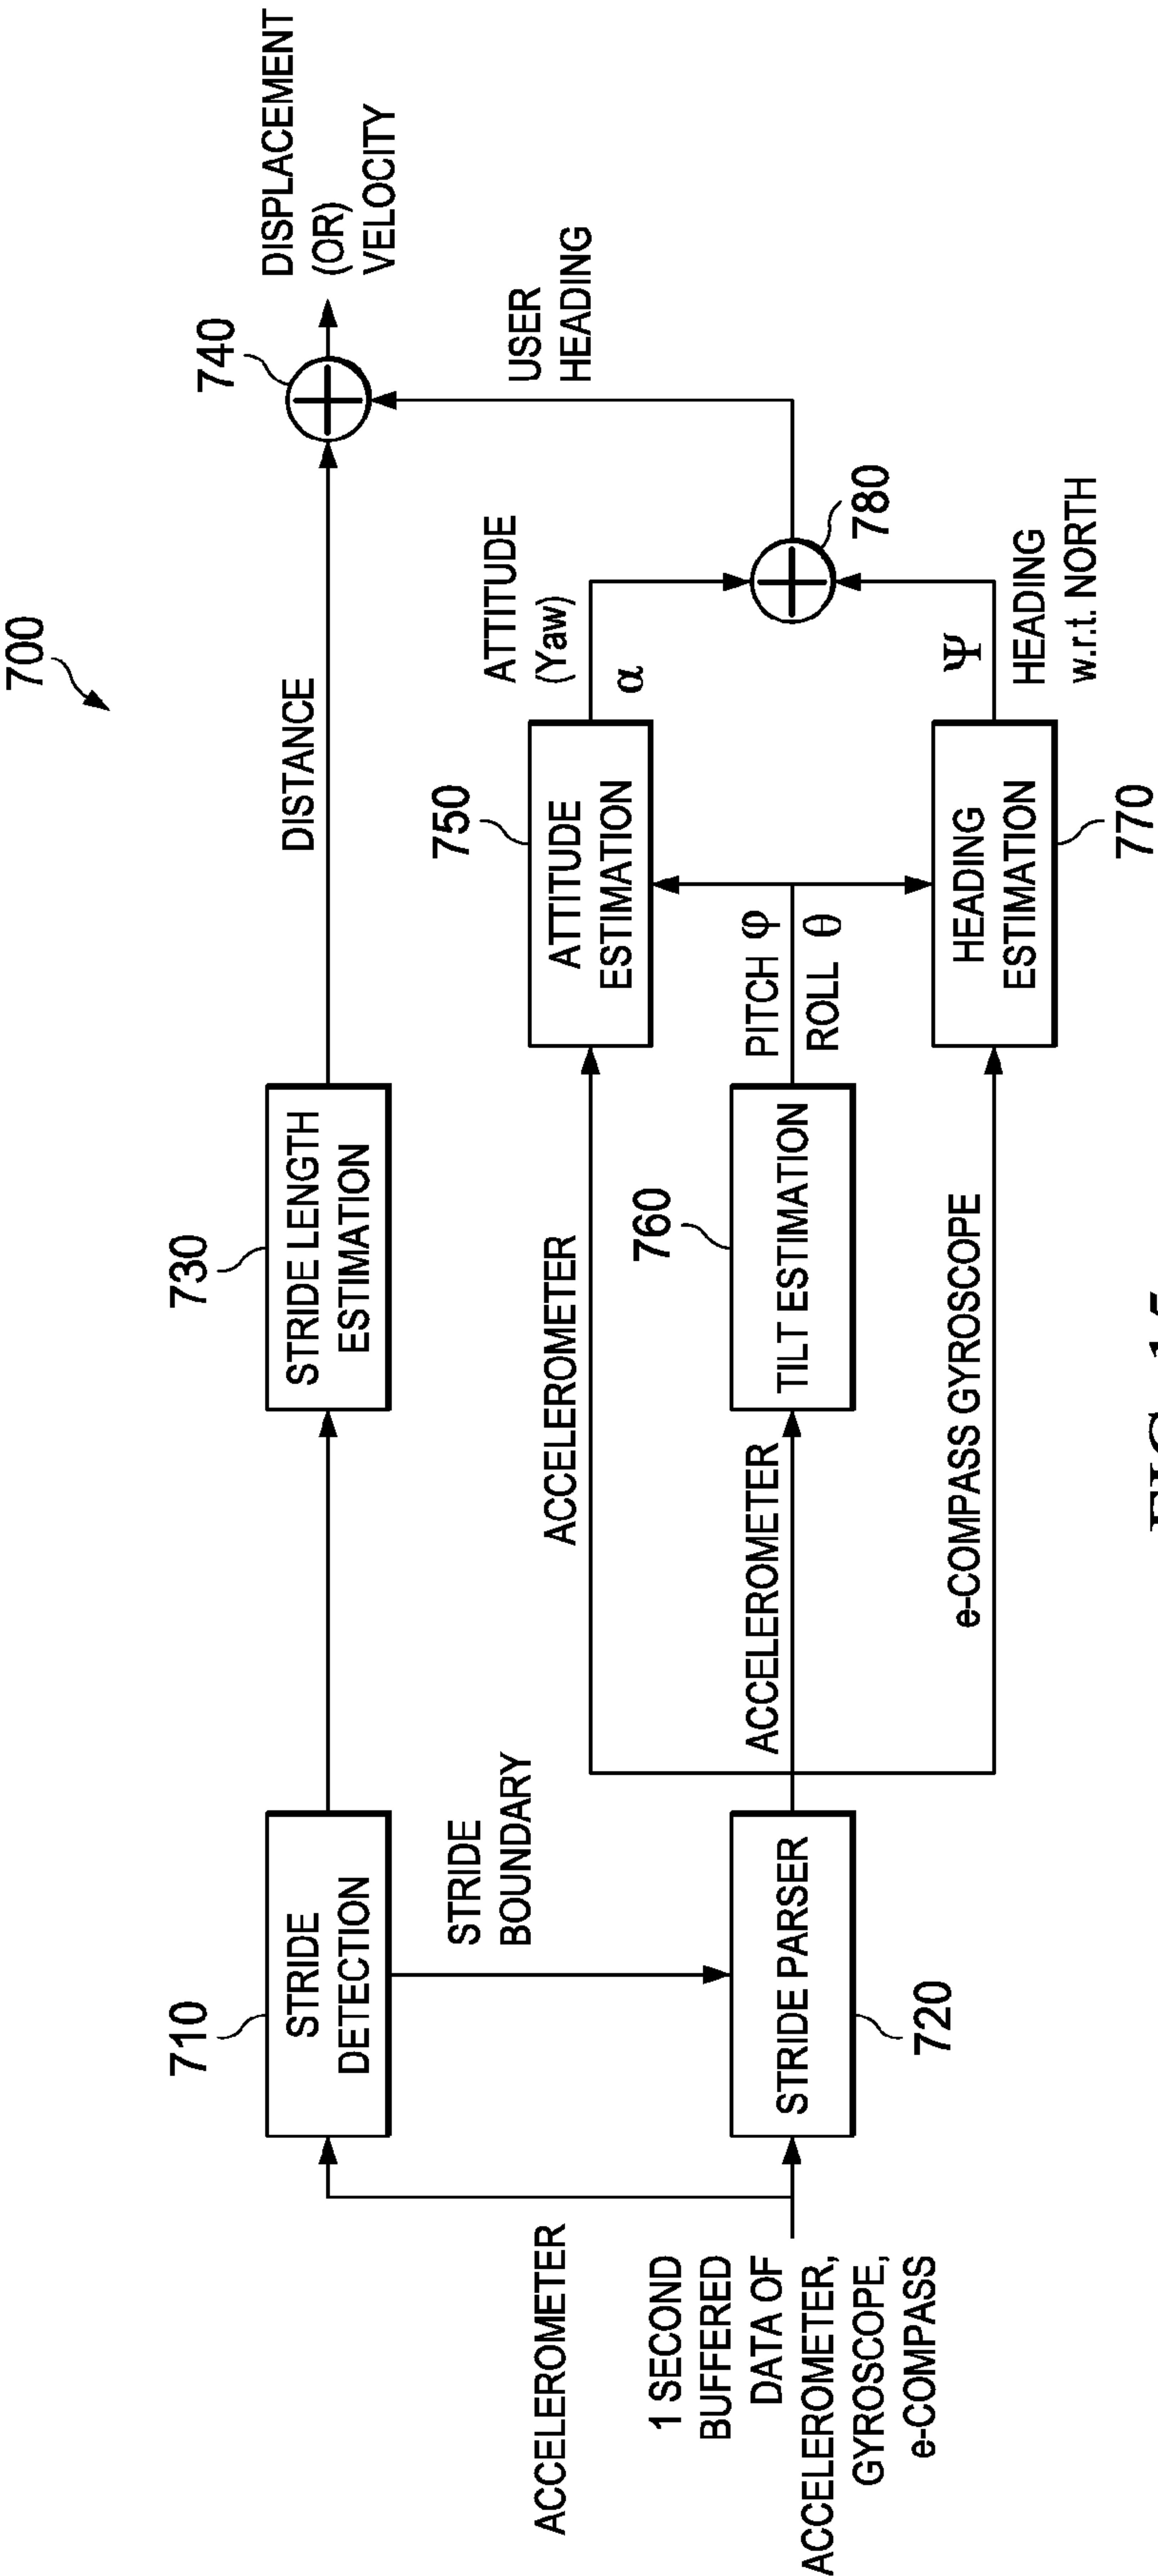 700
ACCELEROMETER
1 SECOND
BUFFERED
DATA OF
ACCELEROMETER,
GYROSCOPE,
e-COMPASS
710
STRIDE
DETECTION
STRIDE
BOUNDARY
STRIDE PARSER
720
730
STRIDE LENGTH
ESTIMATION
DISTANCE
740
DISPLACEMENT
(OR)
VELOCITY
ACCELEROMETER
ACCELEROMETER
e-COMPASS GYROSCOPE
760
TILT ESTIMATION
PITCH φ
ROLL θ
750
ATTITUDE
ESTIMATION
HEADING
ESTIMATION
770
ATTITUDE
(Yaw)
α
Ψ
HEADING
w.r.t. NORTH
780
USER
HEADING